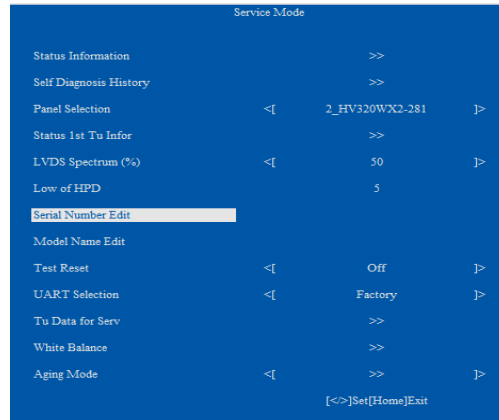 Service Mode
Status Information >>
Self Diagnosis History >>
Panel Selection <[ 2_HV320WX2-281 ]>
Status 1st Tu Infor >>
LVDS Spectrum (%) <[ 50 ]>
Low of HPD 5
Serial Number Edit
Model Name Edit
Test Reset <[ Off ]>
UART Selection <[ Factory ]>
Tu Data for Serv >>
White Balance >>
Aging Mode <[ >> ]>
[</>]Set[Home]Exit